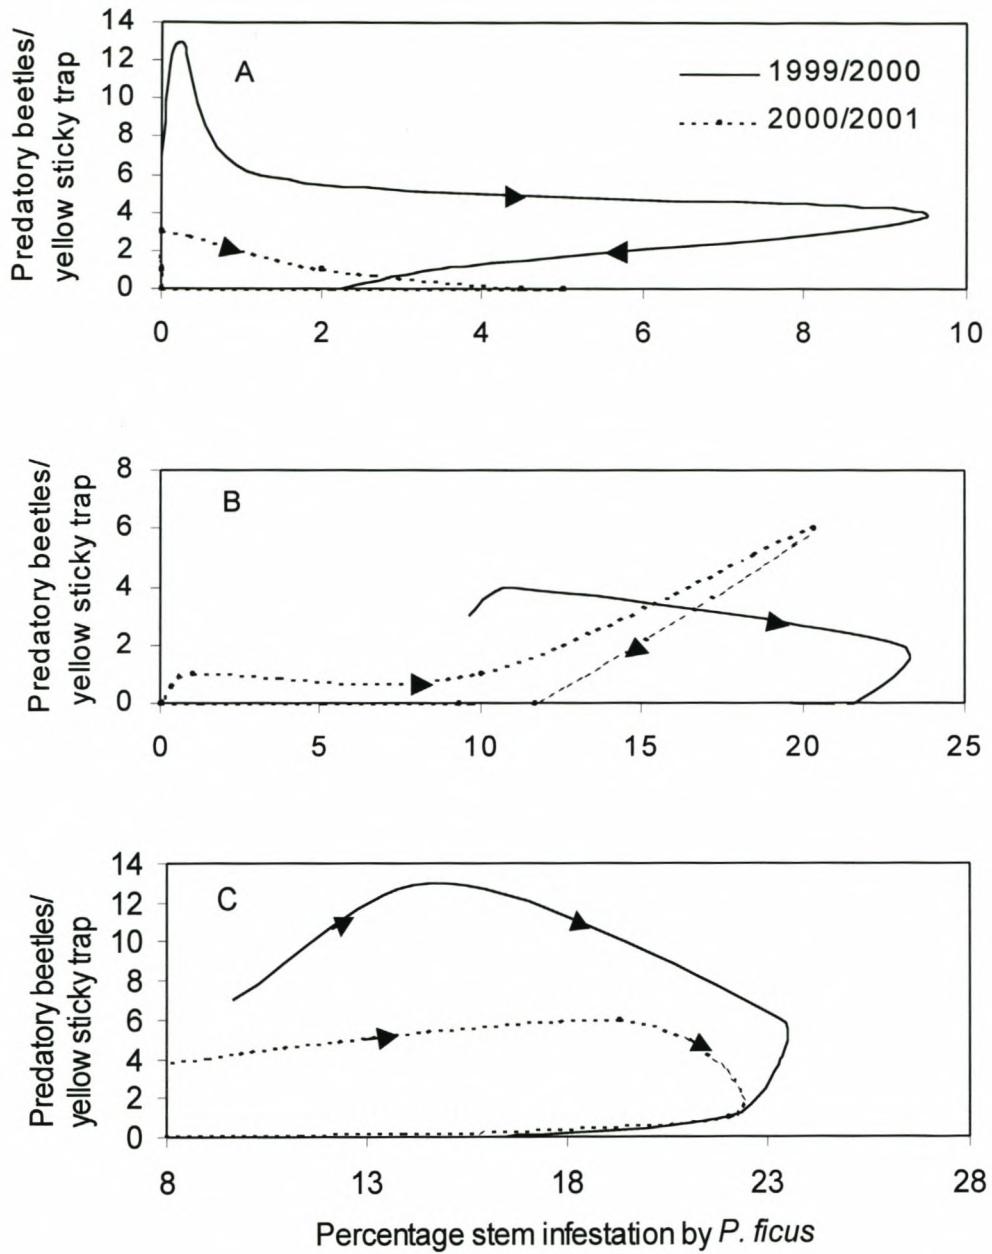 Predatory beetles/
yellow sticky trap
14
12
10
8
6
4
2
0
A
1999/2000
2000/2001
0 2 4 6 8 10
Predatory beetles/
yellow sticky trap
8
6
4
2
0
B
0 5 10 15 20 25
Predatory beetles/
yellow sticky trap
14
12
10
8
6
4
2
0
C
8 13 18 23 28
Percentage stem infestation by P. ficus